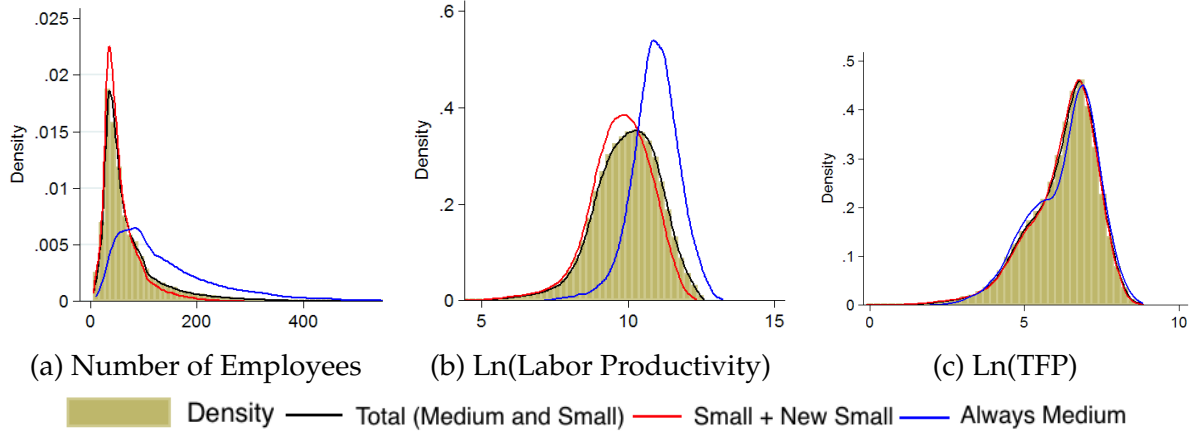 .025
.02
.015
.01
.005
0
Density
0 200 400
(a) Number of Employees
.6
.4
.2
0
Density
5 10 15
(b) Ln(Labor Productivity)
.5
.4
.3
.2
.1
0
Density
0 5 10
(c) Ln(TFP)
Density Total (Medium and Small) Small + New Small Always Medium